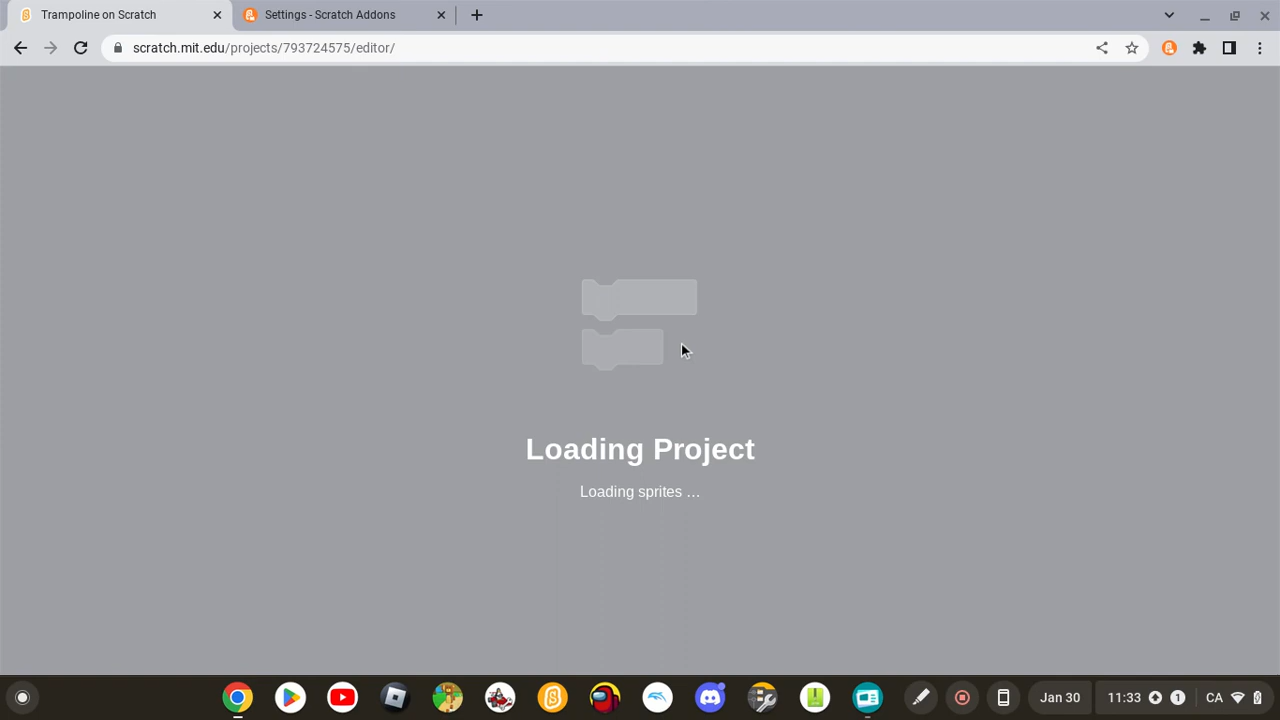 Trampoline on Scratch
Settings - Scratch Addons
scratch.mit.edu/projects/793724575/editor/
Loading Project
Loading sprites …
Jan 30
11:33
1
CA